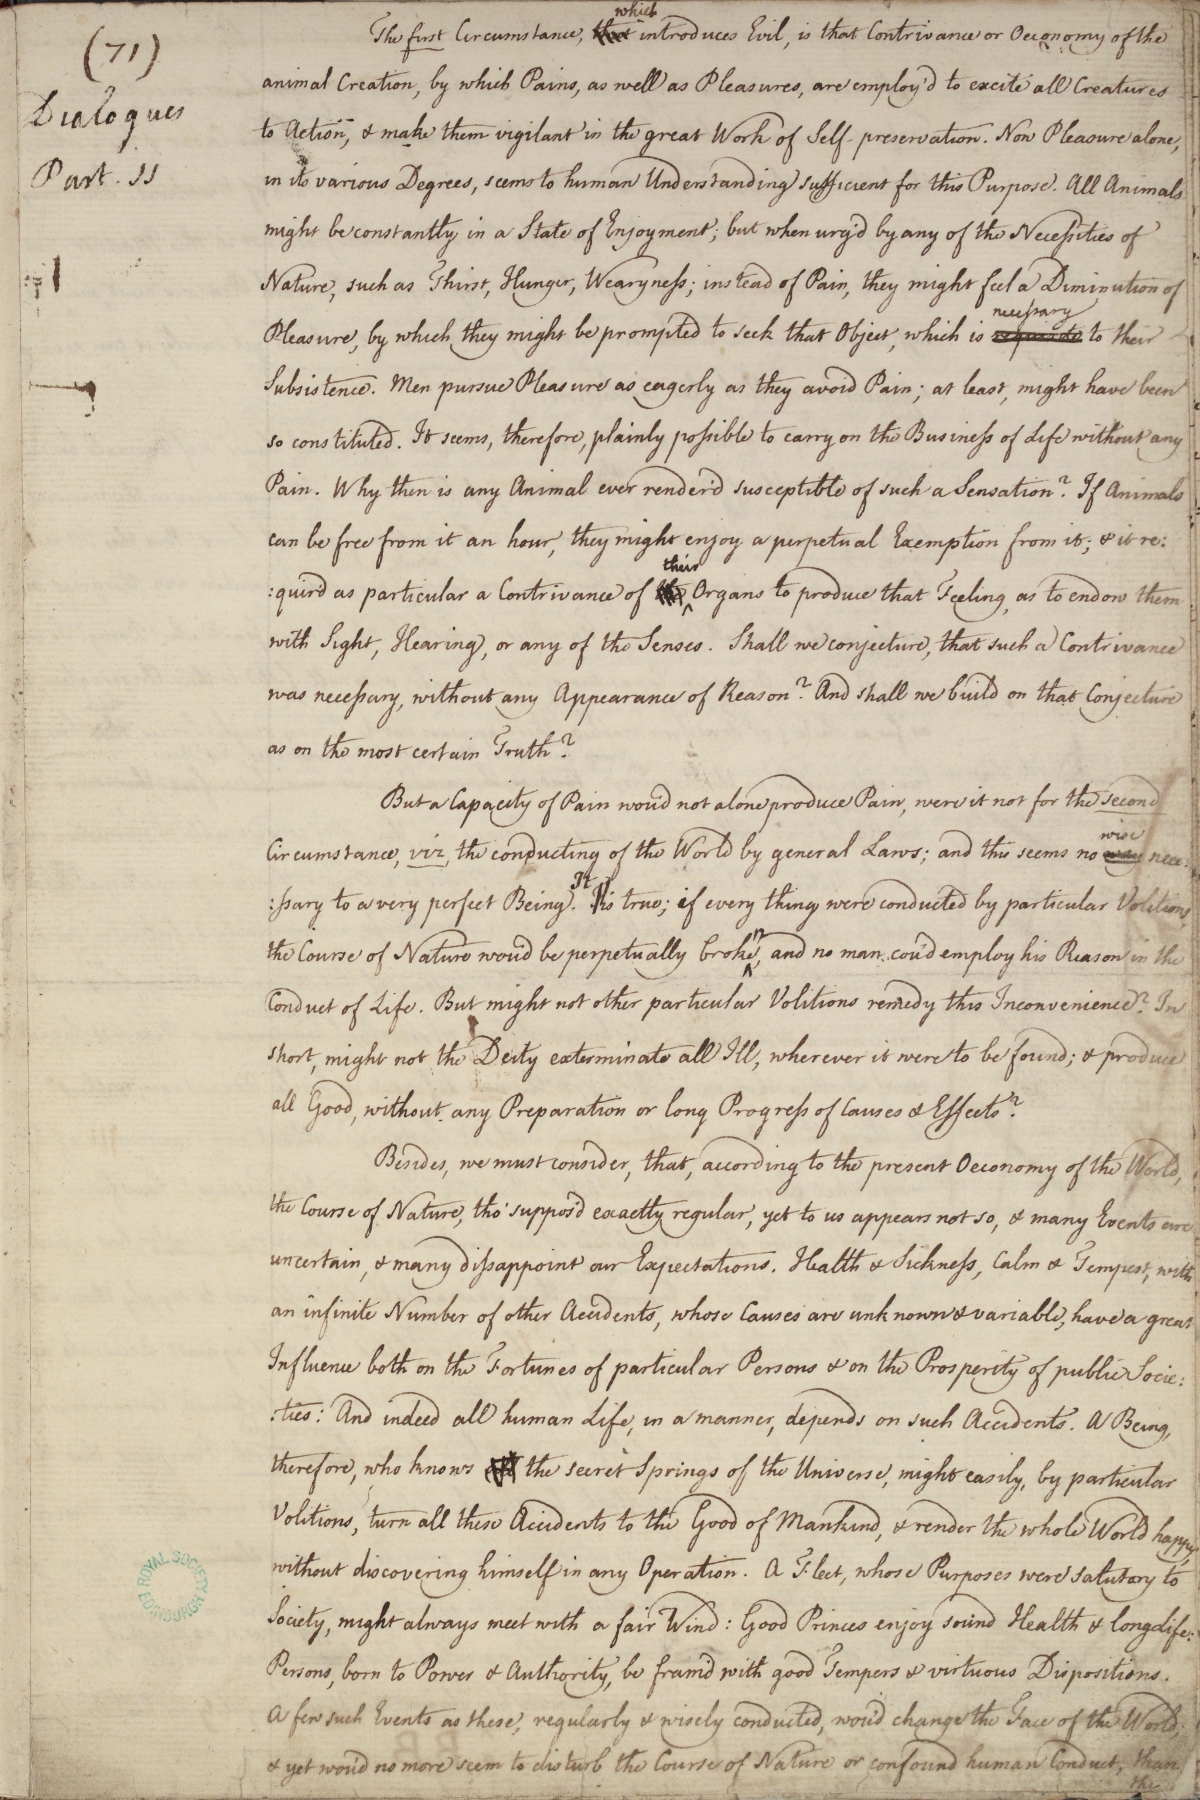 (71)
Dialogues
Part. 11
The first Circumstance, which introduces Evil, is that Contrivance or Oeconomy of the
animal Creation, by which Pains, as well as Pleasures, are employ'd to excite all Creatures
to Action, & make them vigilant in the great Work of Self-preservation. Now Pleasure alone,
in its various Degrees, seems to human Understanding sufficient for this Purpose. All Animals
might be constantly in a State of Enjoyment; but when urg'd by any of the Necessities of
Nature, such as Thirst, Hunger, Wearyness; instead of Pain, they might feel a Diminution of
Pleasure, by which they might be prompted to seek that Object, which is requisite necessary to their
Subsistence. Men pursue Pleasure as eagerly as they avoid Pain; at least, might have been
so constituted. It seems, therefore, plainly possible to carry on the Business of Life without any
Pain. Why then is any Animal ever render'd susceptible of such a Sensation? If Animals
can be free from it an hour, they might enjoy a perpetual Exemption from it; & it re:
:quir'd as particular a Contrivance of their Organs to produce that Feeling, as to endow them
with Sight, Hearing, or any of the Senses. Shall we conjecture, that such a Contrivance
was necessary, without any Appearance of Reason? And shall we build on that Conjecture
as on the most certain Truth?
But a Capacity of Pain wou'd not alone produce Pain, were it not for the second
Circumstance, viz, the conducting of the World by general Laws; and this seems no way wise nece:
:ssary to a very perfect Being. It is true; if every thing were conducted by particular Volitions,
the Course of Nature wou'd be perpetually broken, and no man cou'd employ his Reason in the
Conduct of Life. But might not other particular Volitions remedy this Inconvenience? In
short, might not the Deity exterminate all Ill, wherever it were to be found; & produce
all Good, without any Preparation or long Progress of Causes & Effects?
Besides, we must consider, that, according to the present Oeconomy of the World,
the Course of Nature, tho' suppos'd exactly regular, yet to us appears not so, & many Events are
uncertain, & many dissappoint our Expectations. Health & Sickness, Calm & Tempest, with
an infinite Number of other Accidents, whose Causes are unknown & variable, have a great
Influence both on the Fortunes of particular Persons & on the Prosperity of public Socie:
:ties: And indeed all human Life, in a manner, depends on such Accidents. A Being,
therefore, who knows the secret Springs of the Universe, might easily, by particular
Volitions, turn all these Accidents to the Good of Mankind, & render the whole World happy,
without discovering himself in any Operation. A Fleet, whose Purposes were salutary to
Society, might always meet with a fair Wind: Good Princes enjoy sound Health & long Life:
Persons, born to Power & Authority, be fram'd with good Tempers & virtuous Dispositions.
A few such Events as these, regularly & wisely conducted, wou'd change the Face of the World;
& yet wou'd no more seem to disturb the Course of Nature or confound human Conduct, than
the
ROYAL SOCIETY
EDINBURGH